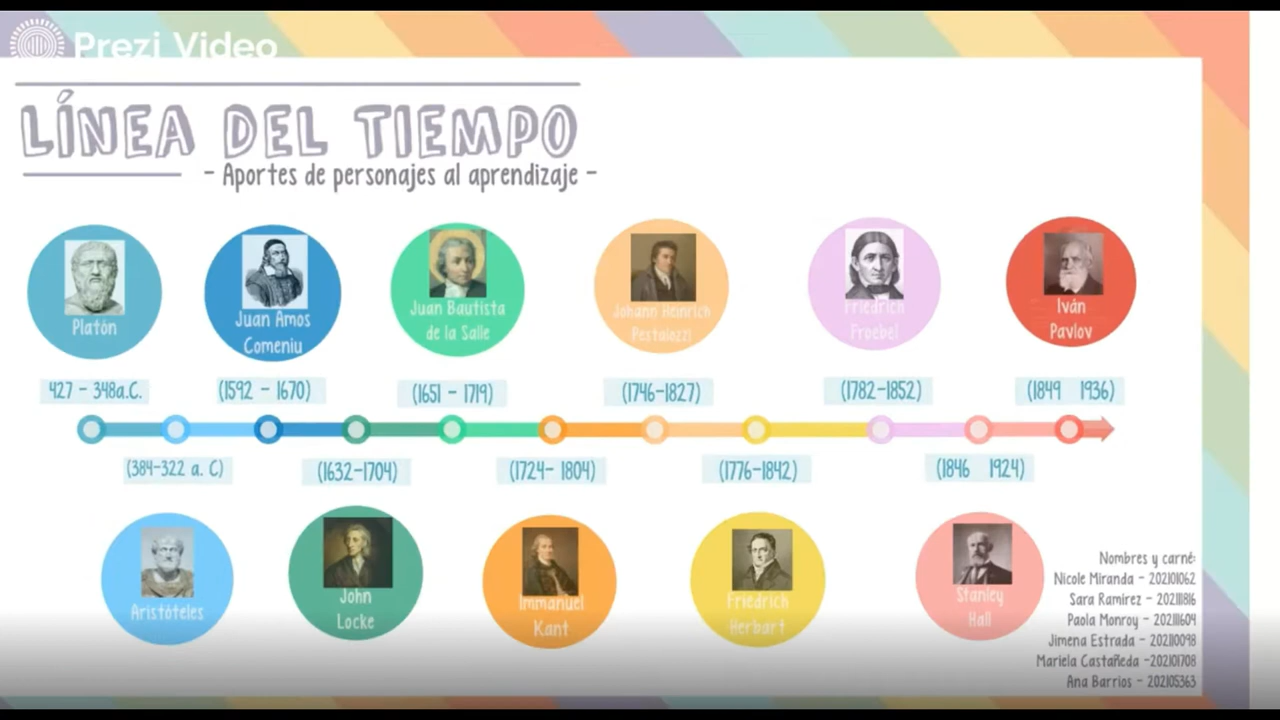 Prezi Video
LÍNEA DEL TIEMPO
- Aportes de personajes al aprendizaje -
Platón
Juan Amos
Comeniu
Juan Bautista
de la Salle
Johann Heinrich
Pestalozzi
Friedrich
Froebel
Iván
Pavlov
427 - 348a.C.
(1592 - 1670)
(1651 - 1719)
(1746-1827)
(1782-1852)
(1849 1936)
(384-322 a. C)
(1632-1704)
(1724- 1804)
(1776-1842)
(1846 1924)
Aristóteles
John
Locke
Immanuel
Kant
Friedrich
Herbart
Stanley
Hall
Nombres y carné:
Nicole Miranda - 202101062
Sara Ramirez - 202111816
Paola Monroy - 202111604
Jimena Estrada - 202110098
Mariela Castañeda -202101708
Ana Barrios - 202105363